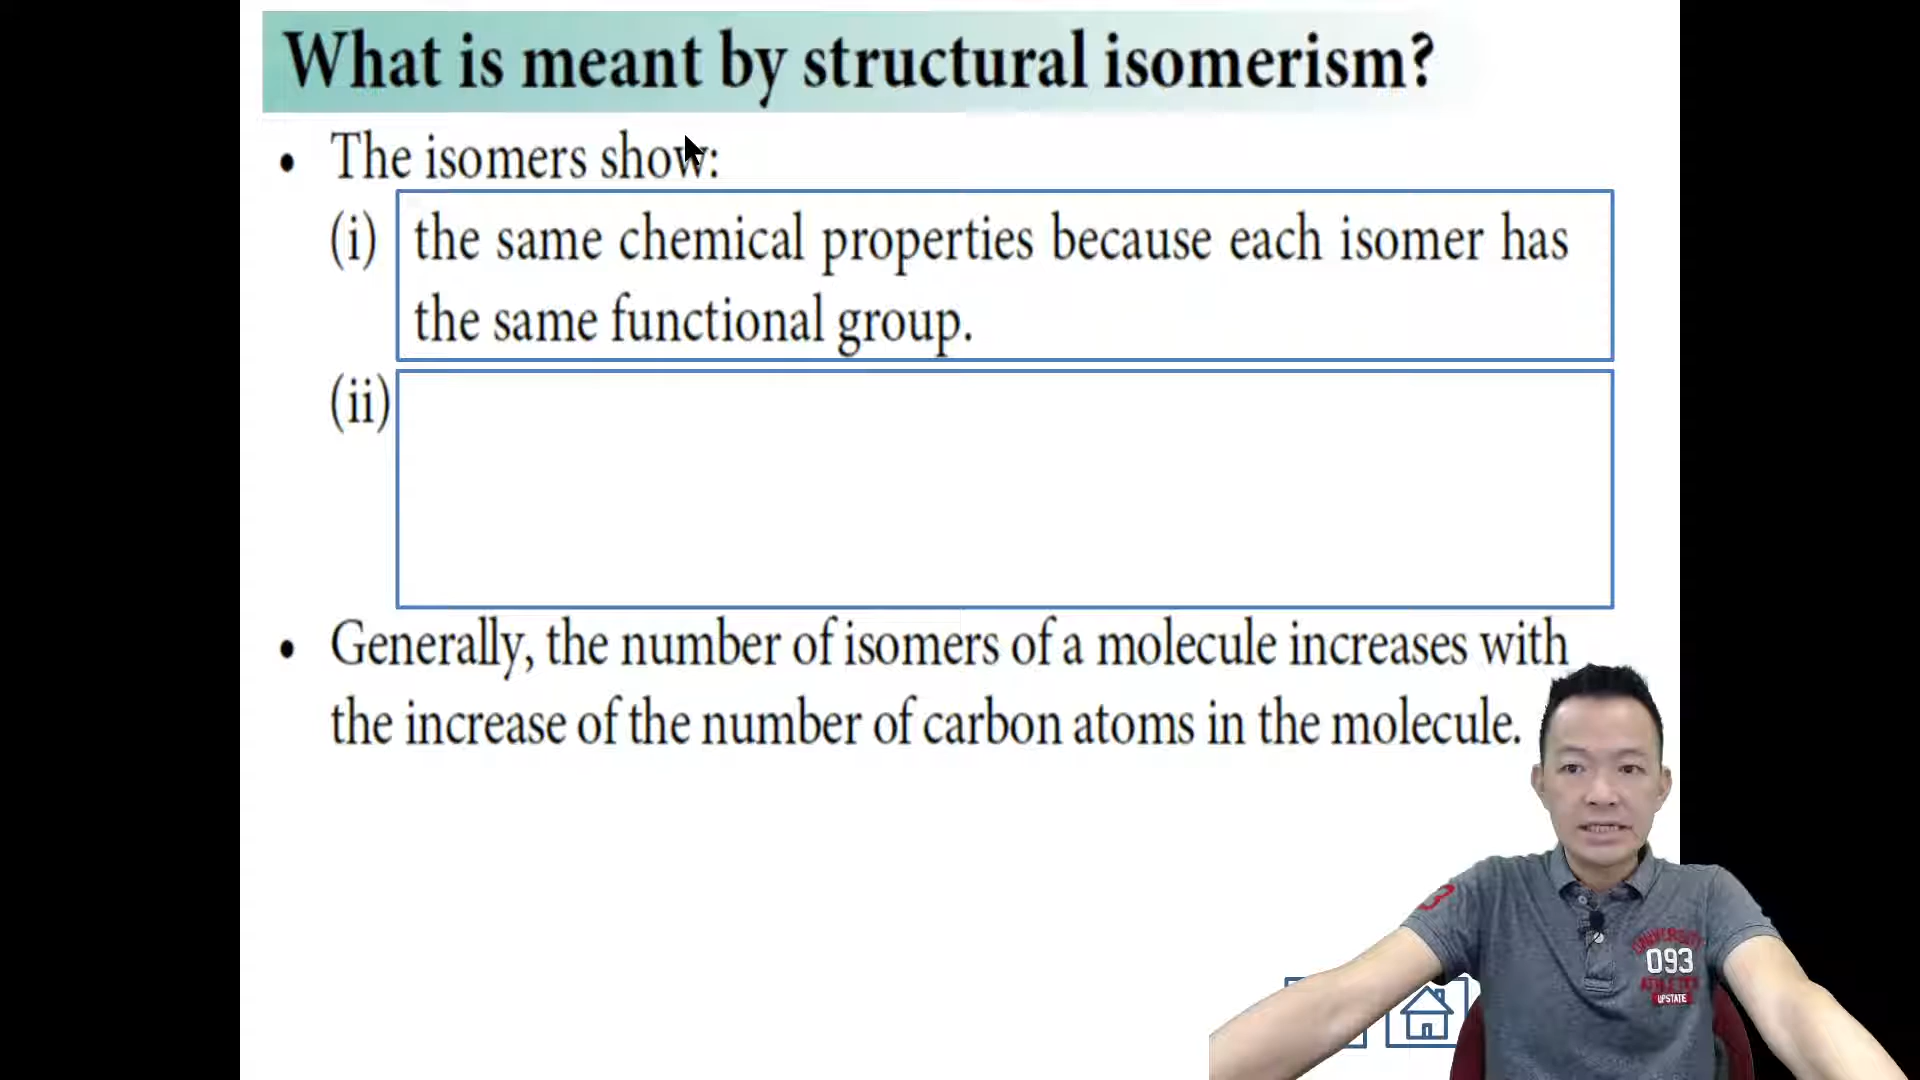 What is meant by structural isomerism?
• The isomers show:
(i) the same chemical properties because each isomer has
the same functional group.
(ii)
• Generally, the number of isomers of a molecule increases with
the increase of the number of carbon atoms in the molecule.
3
UNIVERSITY
093
ATHLETES
UPSTATE